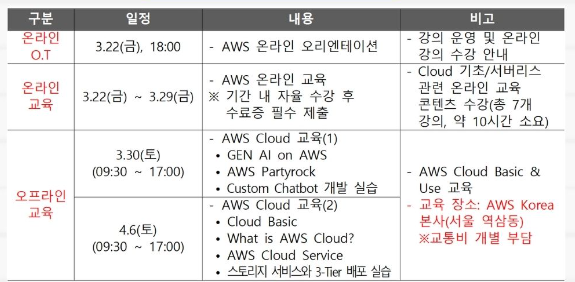 구분 일정 내용 비고
온라인
O.T
3.22(금), 18:00
- AWS 온라인 오리엔테이션
- 강의 운영 및 온라인
강의 수강 안내
온라인
교육
3.22(금) ~ 3.29(금)
- AWS 온라인 교육
※ 기간 내 자율 수강 후
수료증 필수 제출
- Cloud 기초/서버리스
관련 온라인 교육
콘텐츠 수강(총 7개
강의, 약 10시간 소요)
오프라인
교육
3.30(토)
(09:30 ~ 17:00)
- AWS Cloud 교육(1)
• GEN AI on AWS
• AWS Partyrock
• Custom Chatbot 개발 실습
4.6(토)
(09:30 ~ 17:00)
- AWS Cloud 교육(2)
• Cloud Basic
• What is AWS Cloud?
• AWS Cloud Service
• 스토리지 서비스와 3-Tier 배포 실습
- AWS Cloud Basic &
Use 교육
- 교육 장소: AWS Korea
본사(서울 역삼동)
※교통비 개별 부담